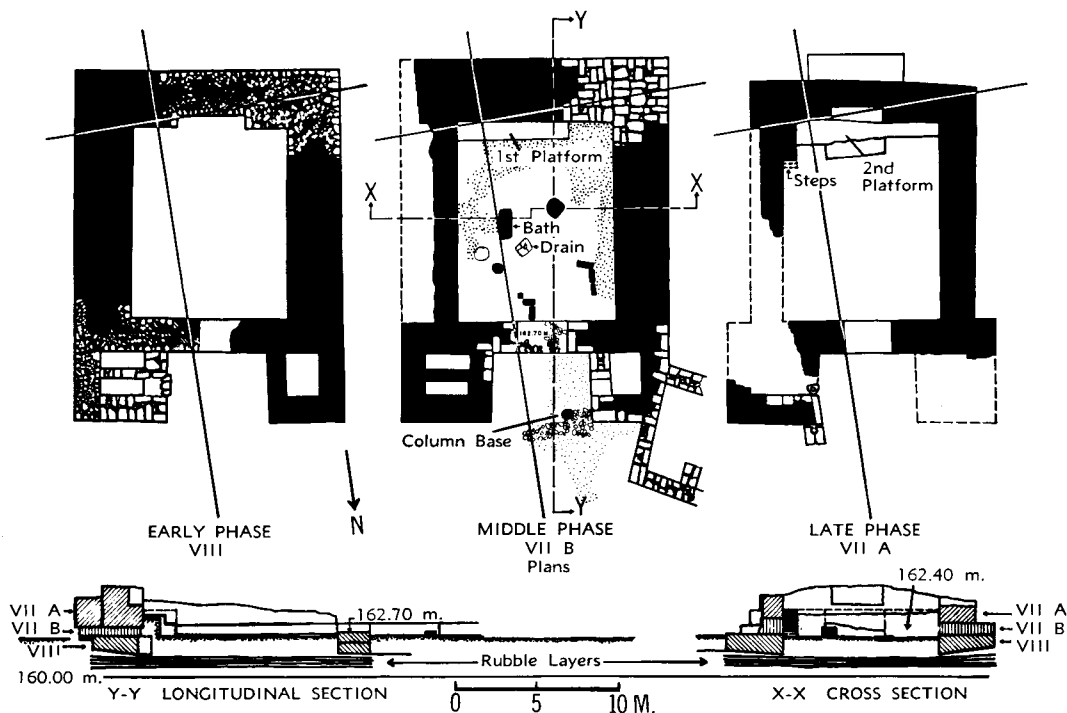 Y
1st Platform
X
X
Bath
Drain
162.70 M
Column Base
Y
Steps
2nd
Platform
N
EARLY PHASE
VIII
MIDDLE PHASE
VII B
Plans
LATE PHASE
VII A
VII A
VII B
VIII
160.00 m.
162.70 m.
Rubble Layers
162.40 m.
VII A
VII B
VIII
Y-Y LONGITUDINAL SECTION
0 5 10 M.
X-X CROSS SECTION